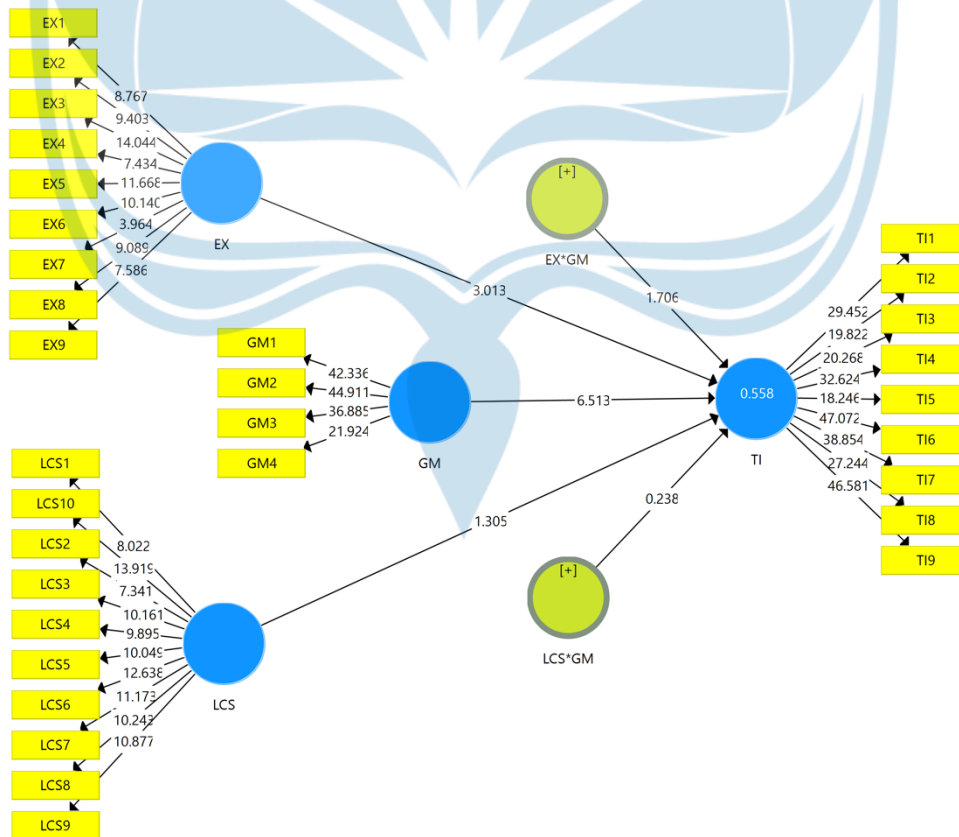 EX1
EX2
EX3
EX4
EX5
EX6
EX7
EX8
EX9
8.767
9.403
14.044
7.434
11.668
10.140
3.964
9.089
7.586
EX
[+]
EX*GM
3.013
1.706
GM1
GM2
GM3
GM4
42.336
44.911
36.885
21.924
GM
6.513
0.558
TI
TI1
TI2
TI3
TI4
TI5
TI6
TI7
TI8
TI9
29.452
19.822
20.268
32.624
18.246
47.072
38.854
27.244
46.581
LCS1
LCS10
LCS2
LCS3
LCS4
LCS5
LCS6
LCS7
LCS8
LCS9
8.022
13.919
7.341
10.161
9.895
10.049
12.638
11.173
10.243
10.877
LCS
1.305
0.238
[+]
LCS*GM